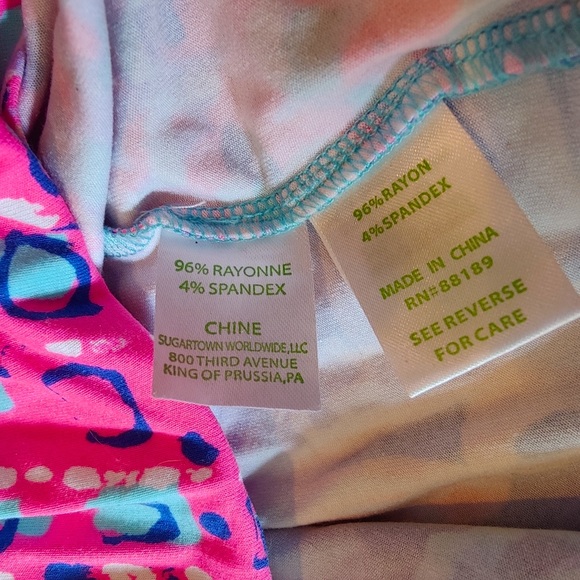 96% RAYONNE
4% SPANDEX
CHINE
SUGARTOWN WORLDWIDE,LLC
800 THIRD AVENUE
KING OF PRUSSIA,PA
96%RAYON
4%SPANDEX
MADE IN CHINA
RN#88189
SEE REVERSE
FOR CARE